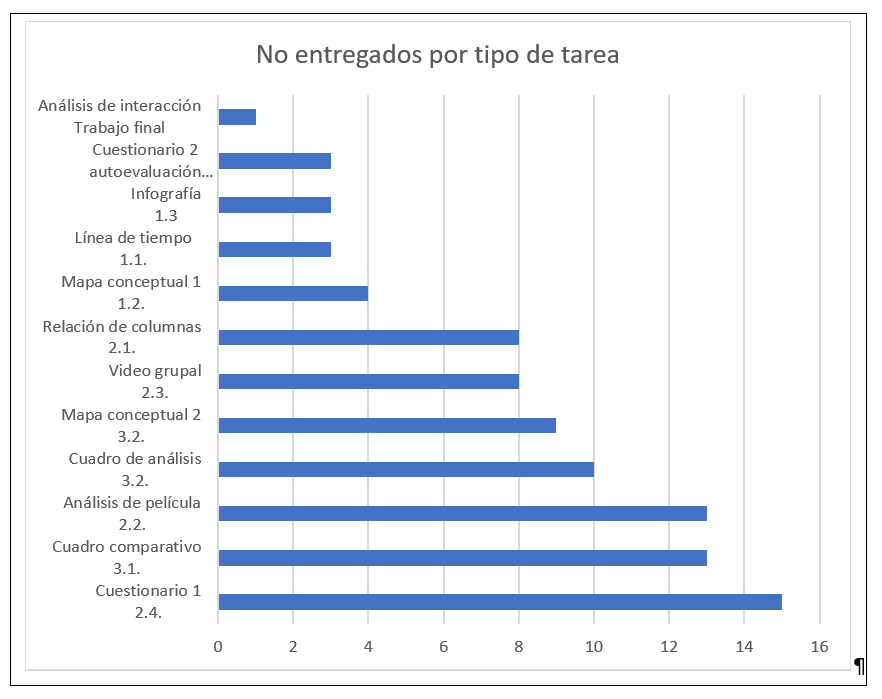 No entregados por tipo de tarea
Análisis de interacción
Trabajo final
Cuestionario 2
autoevaluación...
Infografía
1.3
Línea de tiempo
1.1.
Mapa conceptual 1
1.2.
Relación de columnas
2.1.
Video grupal
2.3.
Mapa conceptual 2
3.2.
Cuadro de análisis
3.2.
Análisis de película
2.2.
Cuadro comparativo
3.1.
Cuestionario 1
2.4.
0 2 4 6 8 10 12 14 16
¶